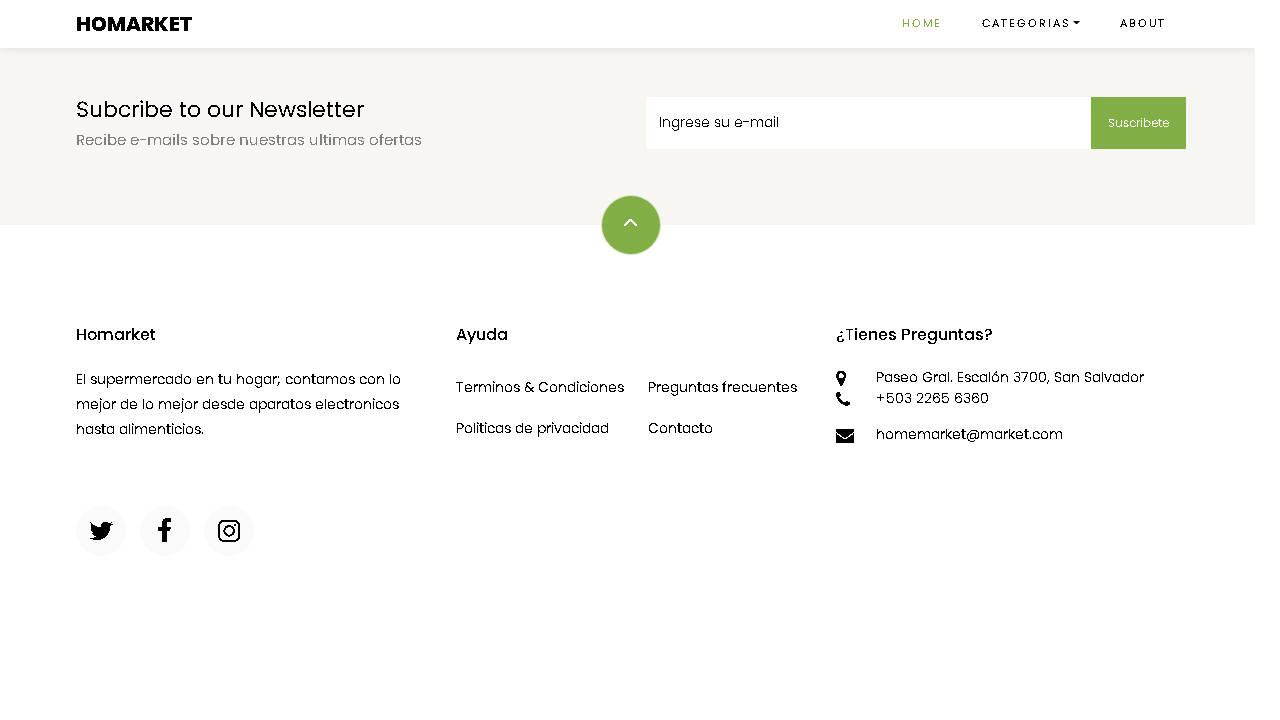 HOMARKET
HOME CATEGORIAS ABOUT
Subcribe to our Newsletter
Recibe e-mails sobre nuestras ultimas ofertas
Ingrese su e-mail
Suscribete
Homarket
El supermercado en tu hogar; contamos con lo
mejor de lo mejor desde aparatos electronicos
hasta alimenticios.
Ayuda
Terminos & Condiciones
Preguntas frecuentes
Politicas de privacidad
Contacto
¿Tienes Preguntas?
Paseo Gral. Escalón 3700, San Salvador
+503 2265 6360
homemarket@market.com